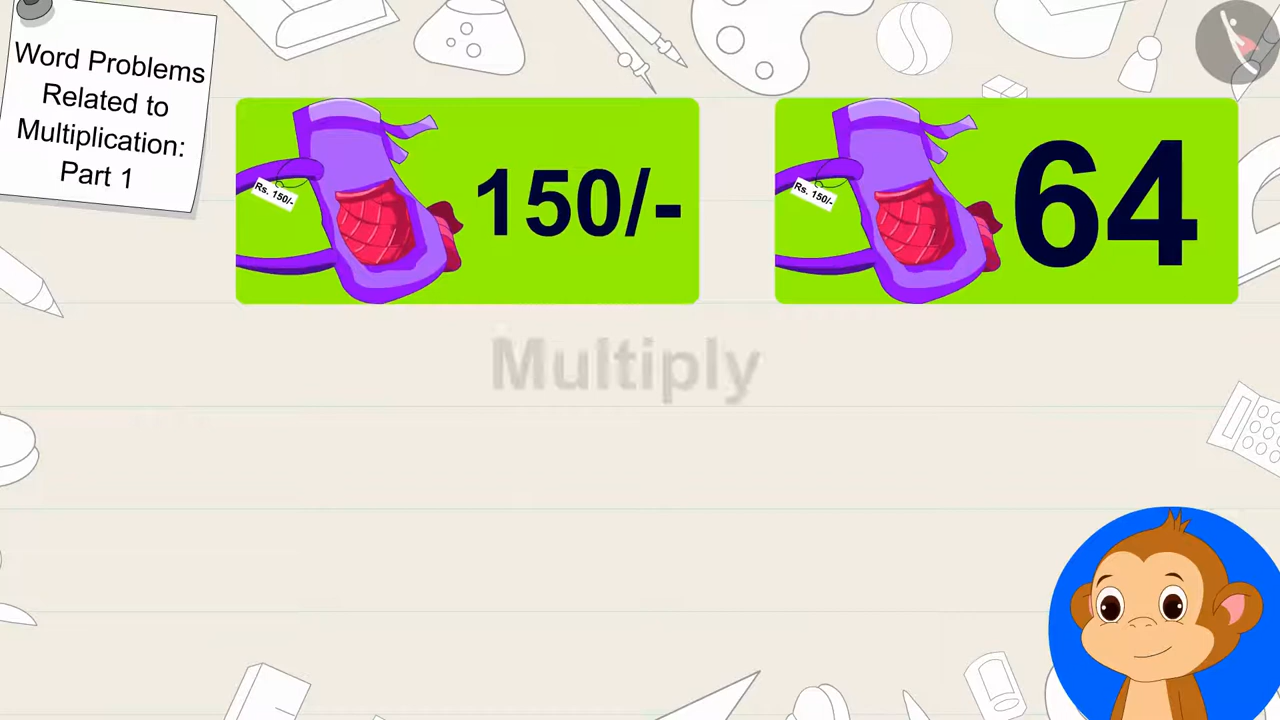 Word Problems
Related to
Multiplication:
Part 1
Rs. 150/-
150/-
Rs. 150/-
64
Multiply